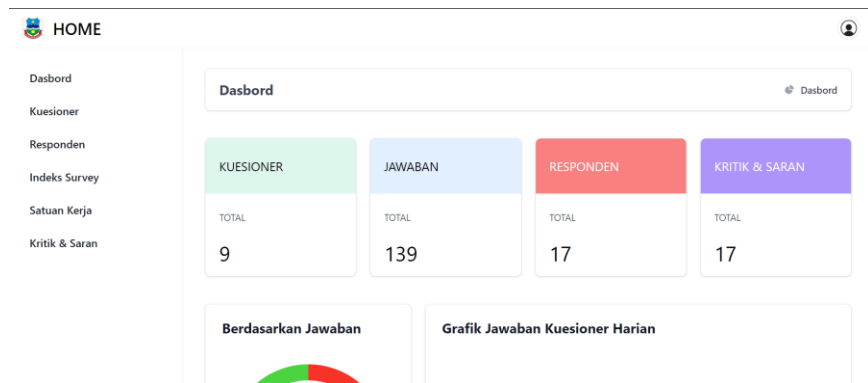 HOME
Dasbord
Kuesioner
Responden
Indeks Survey
Satuan Kerja
Kritik & Saran
Dasbord
Dasbord
KUESIONER
TOTAL
9
JAWABAN
TOTAL
139
RESPONDEN
TOTAL
17
KRITIK & SARAN
TOTAL
17
Berdasarkan Jawaban
Grafik Jawaban Kuesioner Harian